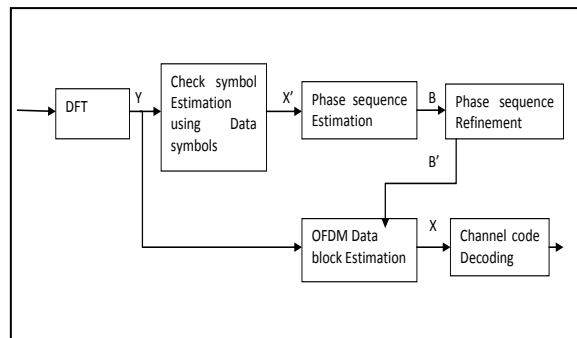 DFT
Y
Check symbol
Estimation
using Data
symbols
X'
Phase sequence
Estimation
B
Phase sequence
Refinement
B'
OFDM Data
block Estimation
X
Channel code
Decoding